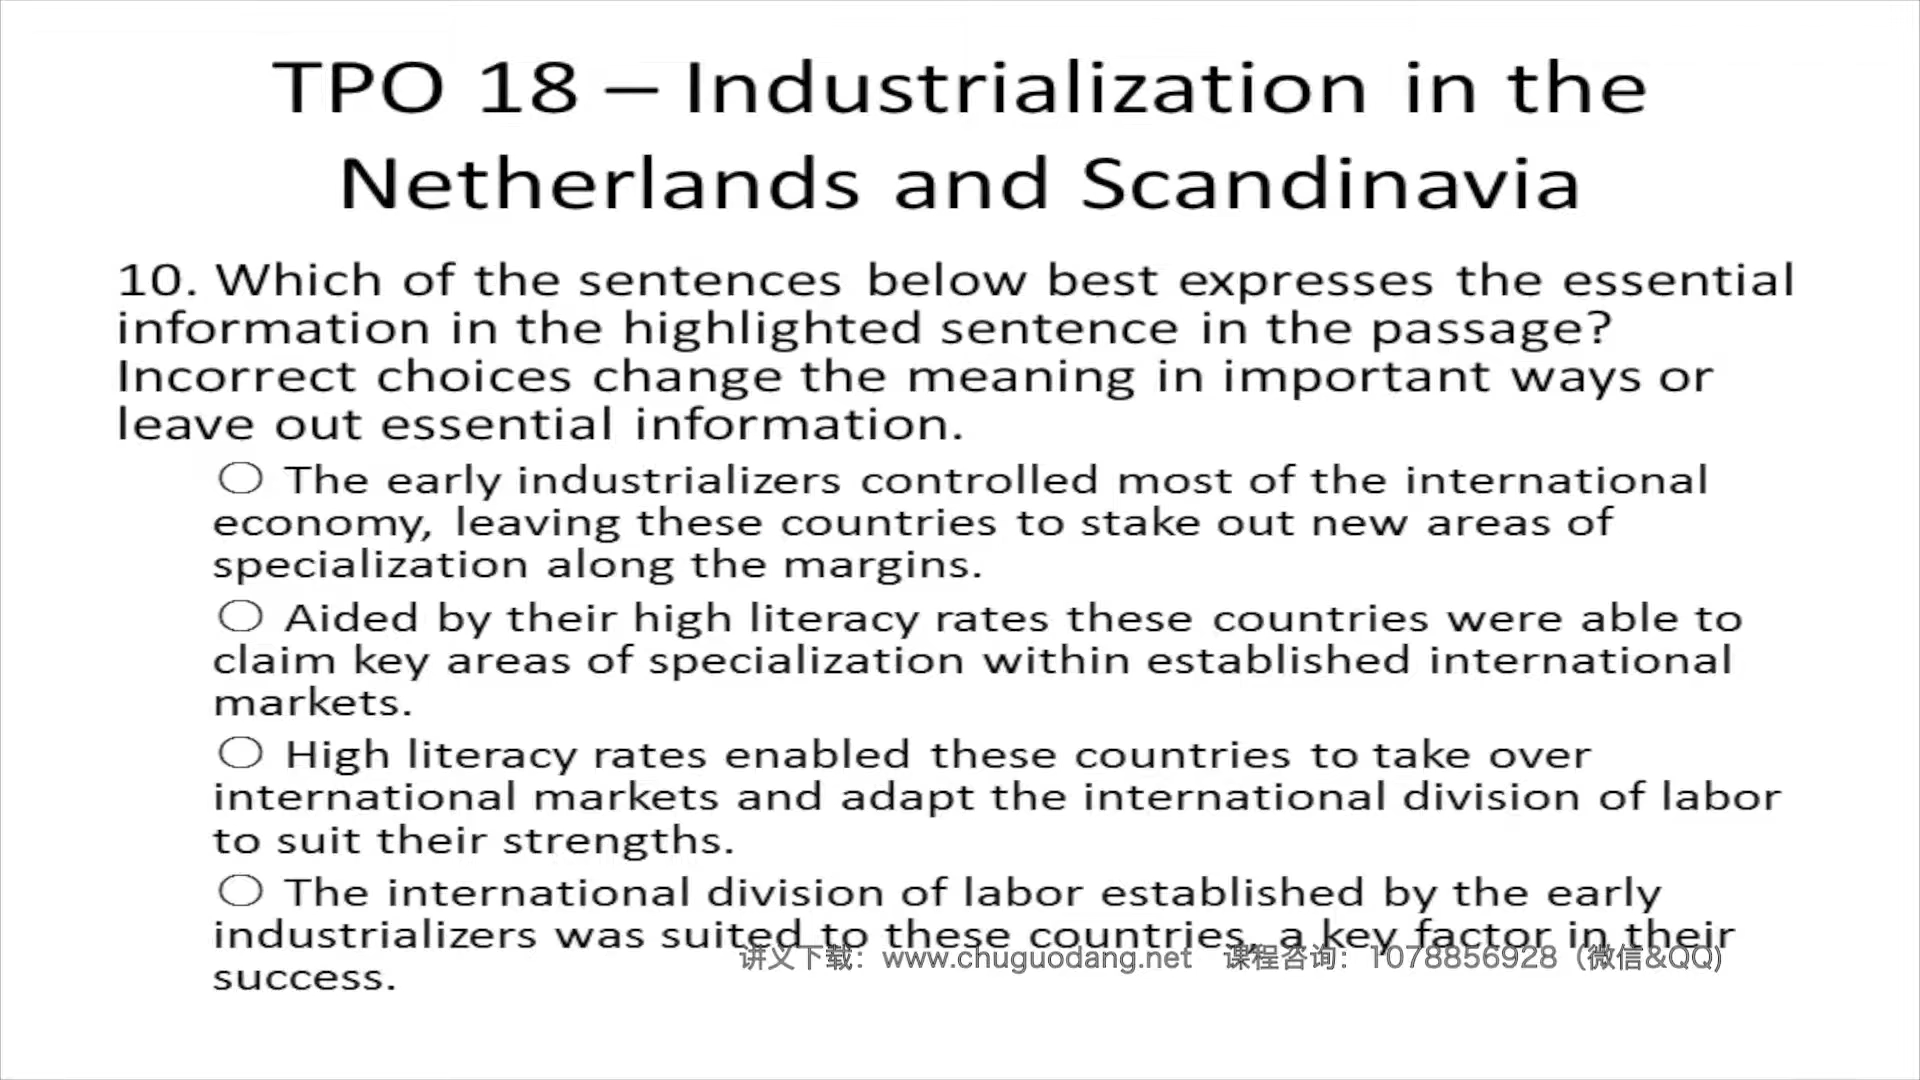 TPO 18 – Industrialization in the
Netherlands and Scandinavia
10. Which of the sentences below best expresses the essential
information in the highlighted sentence in the passage?
Incorrect choices change the meaning in important ways or
leave out essential information.
○ The early industrializers controlled most of the international
economy, leaving these countries to stake out new areas of
specialization along the margins.
○ Aided by their high literacy rates these countries were able to
claim key areas of specialization within established international
markets.
○ High literacy rates enabled these countries to take over
international markets and adapt the international division of labor
to suit their strengths.
○ The international division of labor established by the early
industrializers was suited to these countries, a key factor in their
success.
讲义下载：www.chuguodang.net 课程咨询：1078856928（微信&QQ)